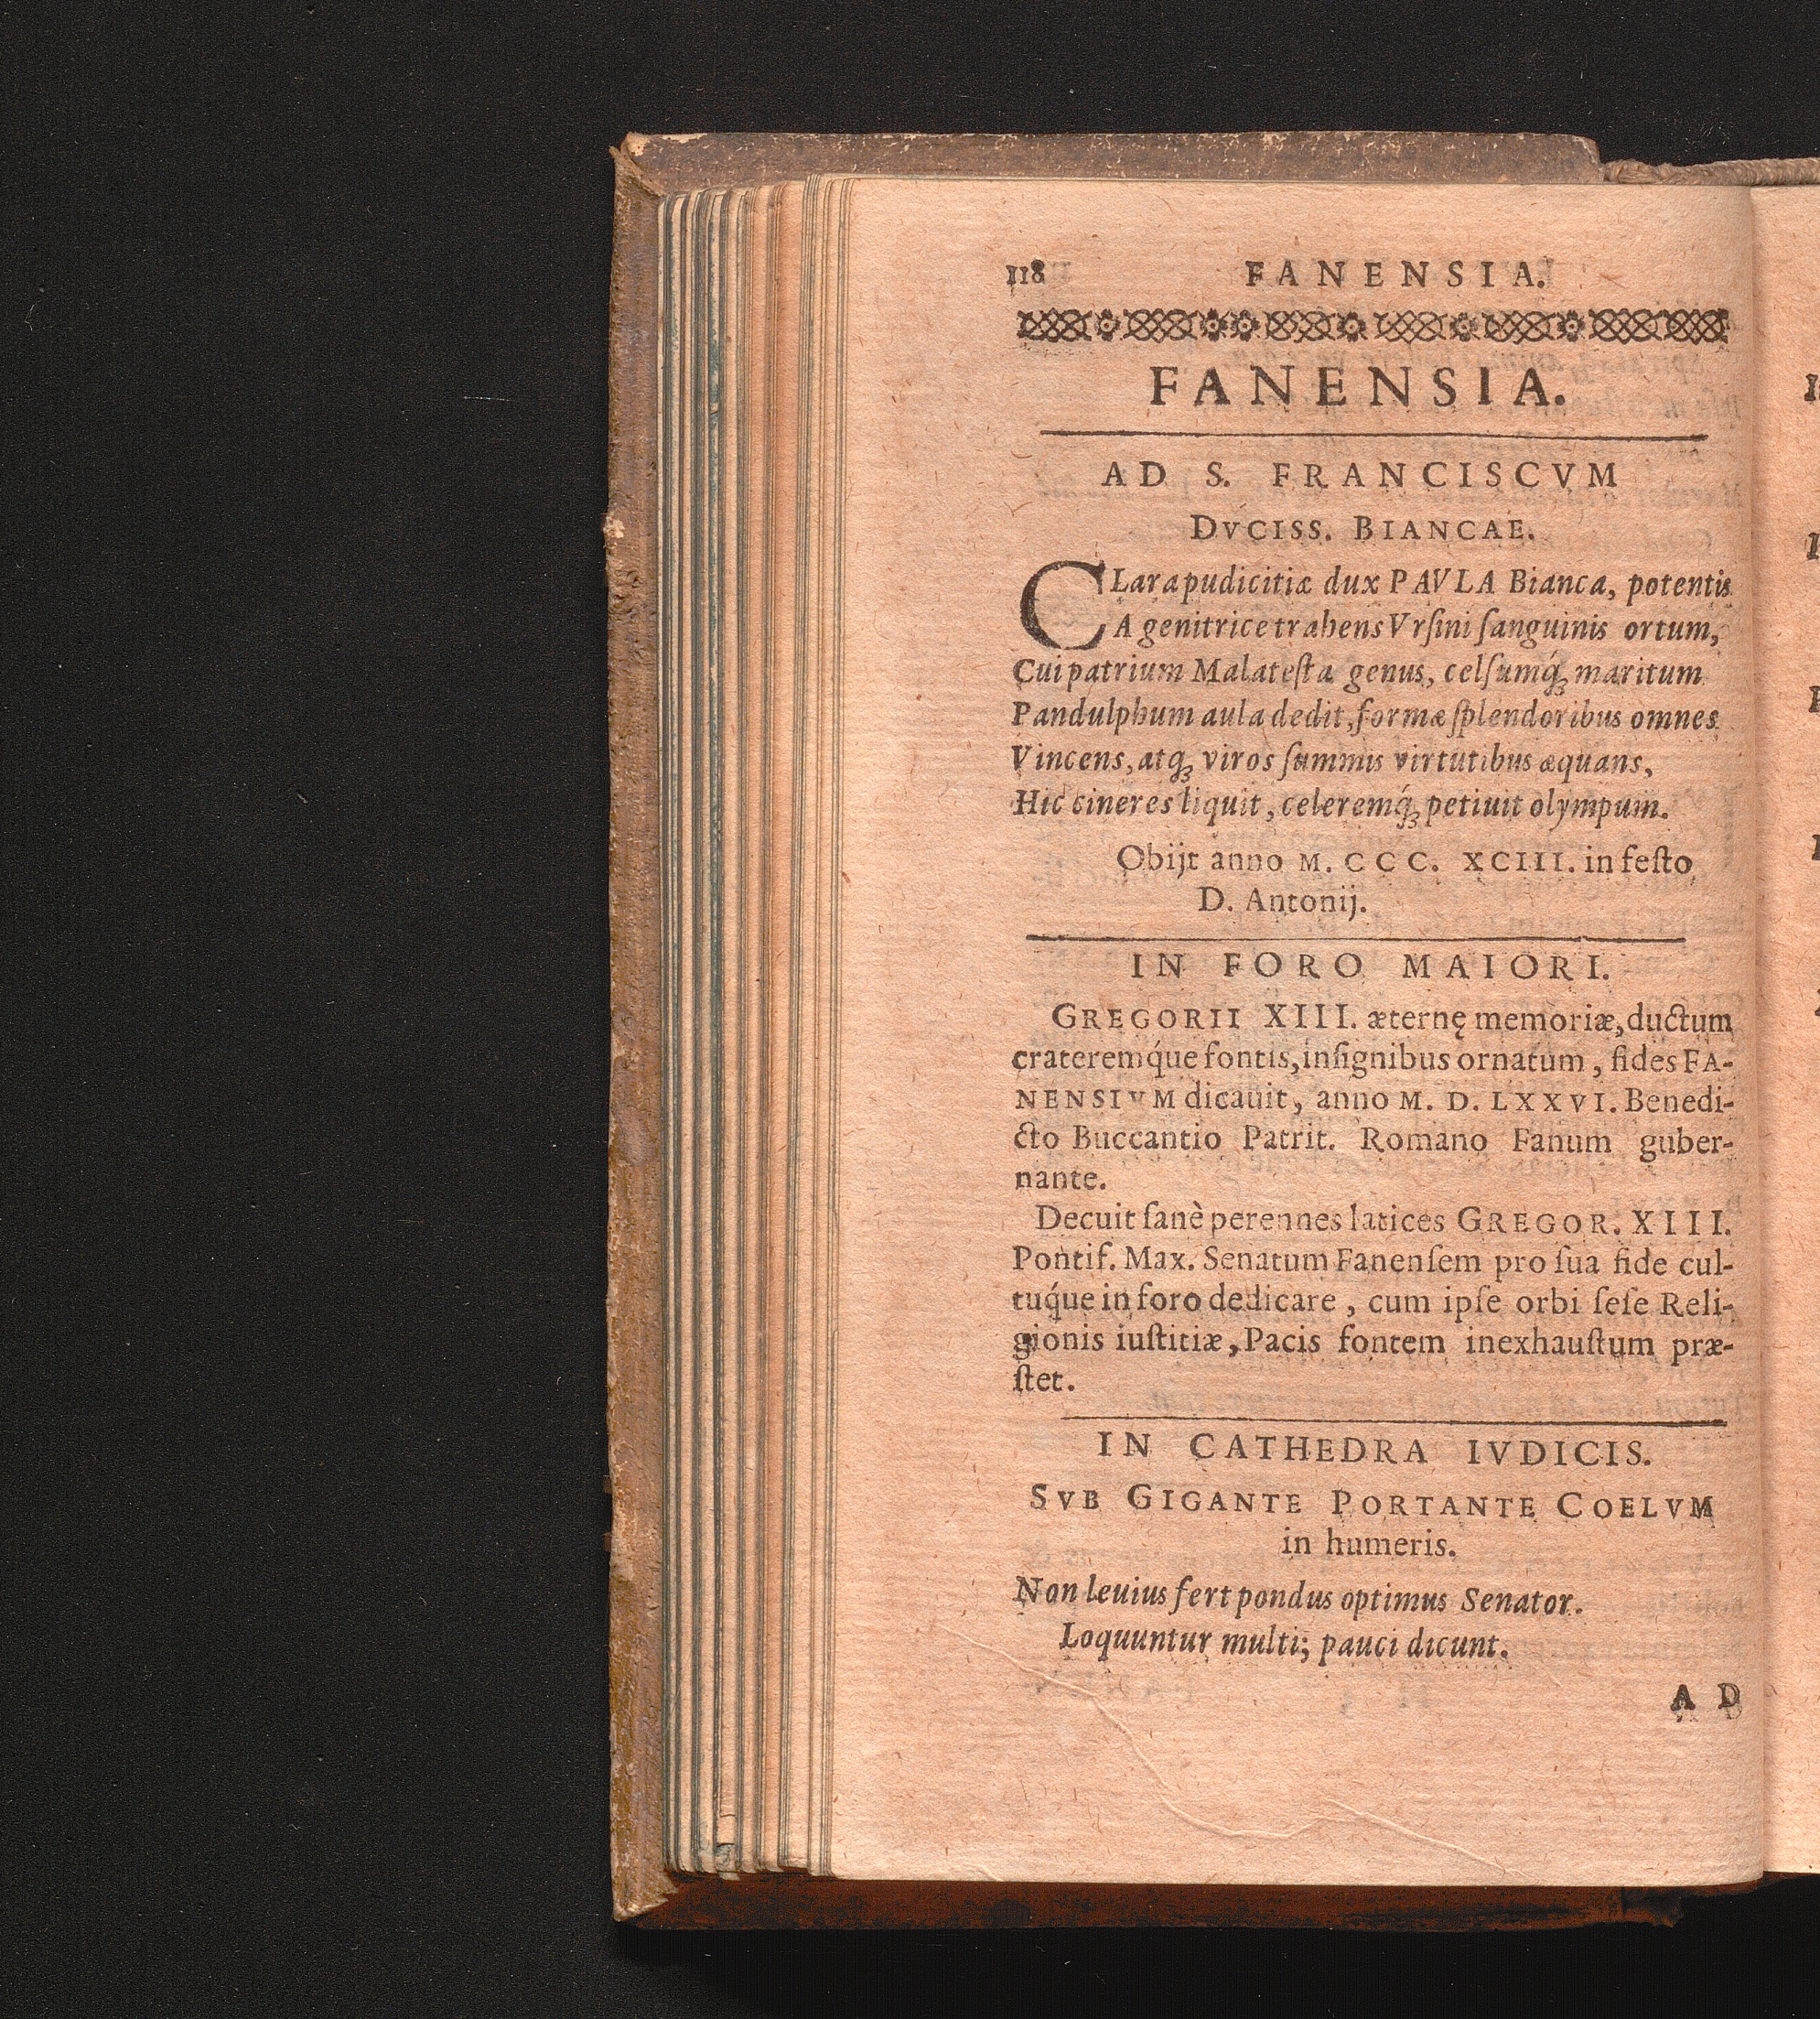 118 FANENSIA.
FANENSIA.
AD S. FRANCISCVM
DVCISS. BIANCAE.
CLara pudicitiæ dux PAVLA Bianca, potentis
A genitrice trahens Vrſini ſanguinis ortum,
Cui patrium Malateſta genus, celſumq́; maritum
Pandulphum aula dedit, formæ ſplendoribus omnes
Vincens, atq; viros ſummis virtutibus æquans,
Hic cineres liquit, celeremq́; petiuit olympum.
Obijt anno M. CCC. XCIII. in feſto
D. Antonij.
IN FORO MAIORI.
GREGORII XIII. æternę memoriæ, ductum
crateremq́ue fontis, inſignibus ornatum, fides FA-
NENSIVM dicauit, anno M. D. LXXVI. Benedi-
cto Buccantio Patrit. Romano Fanum guber-
nante.
Decuit ſanè perennes latices GREGOR. XIII.
Pontif. Max. Senatum Fanenſem pro ſua fide cul-
tuq́ue in foro dedicare, cum ipſe orbi ſeſe Reli-
gionis iuſtitiæ, Pacis fontem inexhauſtum præ-
ſtet.
IN CATHEDRA IVDICIS.
SVB GIGANTE PORTANTE COELVM
in humeris.
Non leuius fert pondus optimus Senator.
Loquuntur multi; pauci dicunt.
AD